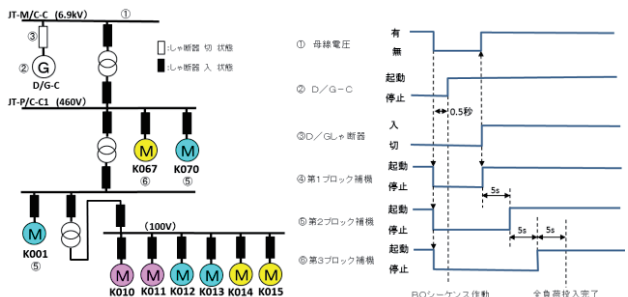 JT-M/C-C (6.9kV)
①
③
② G
D/G-C
:しゃ断器 切 状態
:しゃ断器 入 状態
JT-P/C-C1 (460V)
M
M
K067
K070
⑥
⑤
M
K001
⑤
(100V)
M M M M M M
K010 K011 K012 K013 K014 K015
① 母線電圧
有
無
② D/G-C
起動
停止
0.5秒
③D/Gしゃ断器
入
切
④第1ブロック補機
起動
停止
5s
⑤第2ブロック補機
起動
停止
5s
5s
⑥第3ブロック補機
起動
停止
BOシーケンス作動
全負荷投入完了